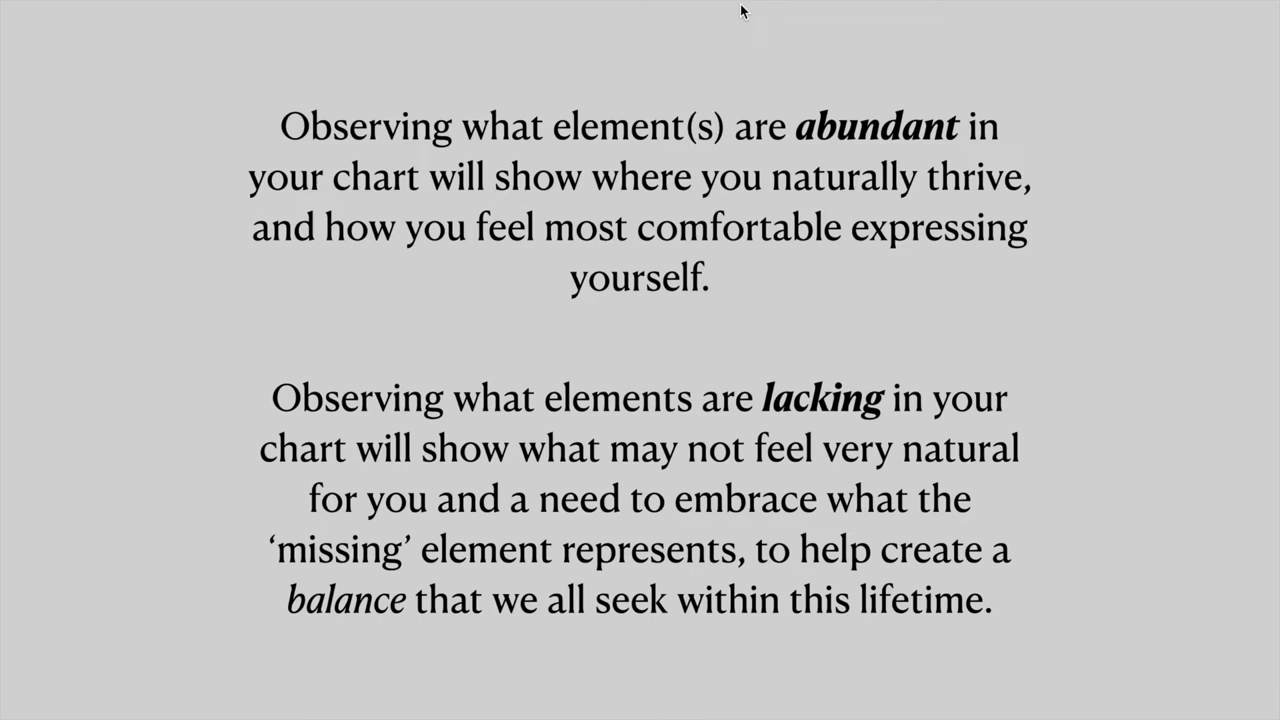 Observing what element(s) are abundant in
your chart will show where you naturally thrive,
and how you feel most comfortable expressing
yourself.
Observing what elements are lacking in your
chart will show what may not feel very natural
for you and a need to embrace what the
‘missing’ element represents, to help create a
balance that we all seek within this lifetime.